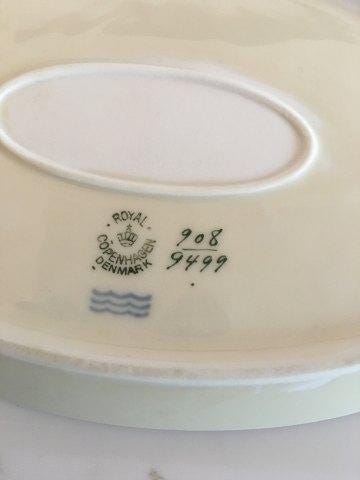 ROYAL
COPENHAGEN
DENMARK
908
9499